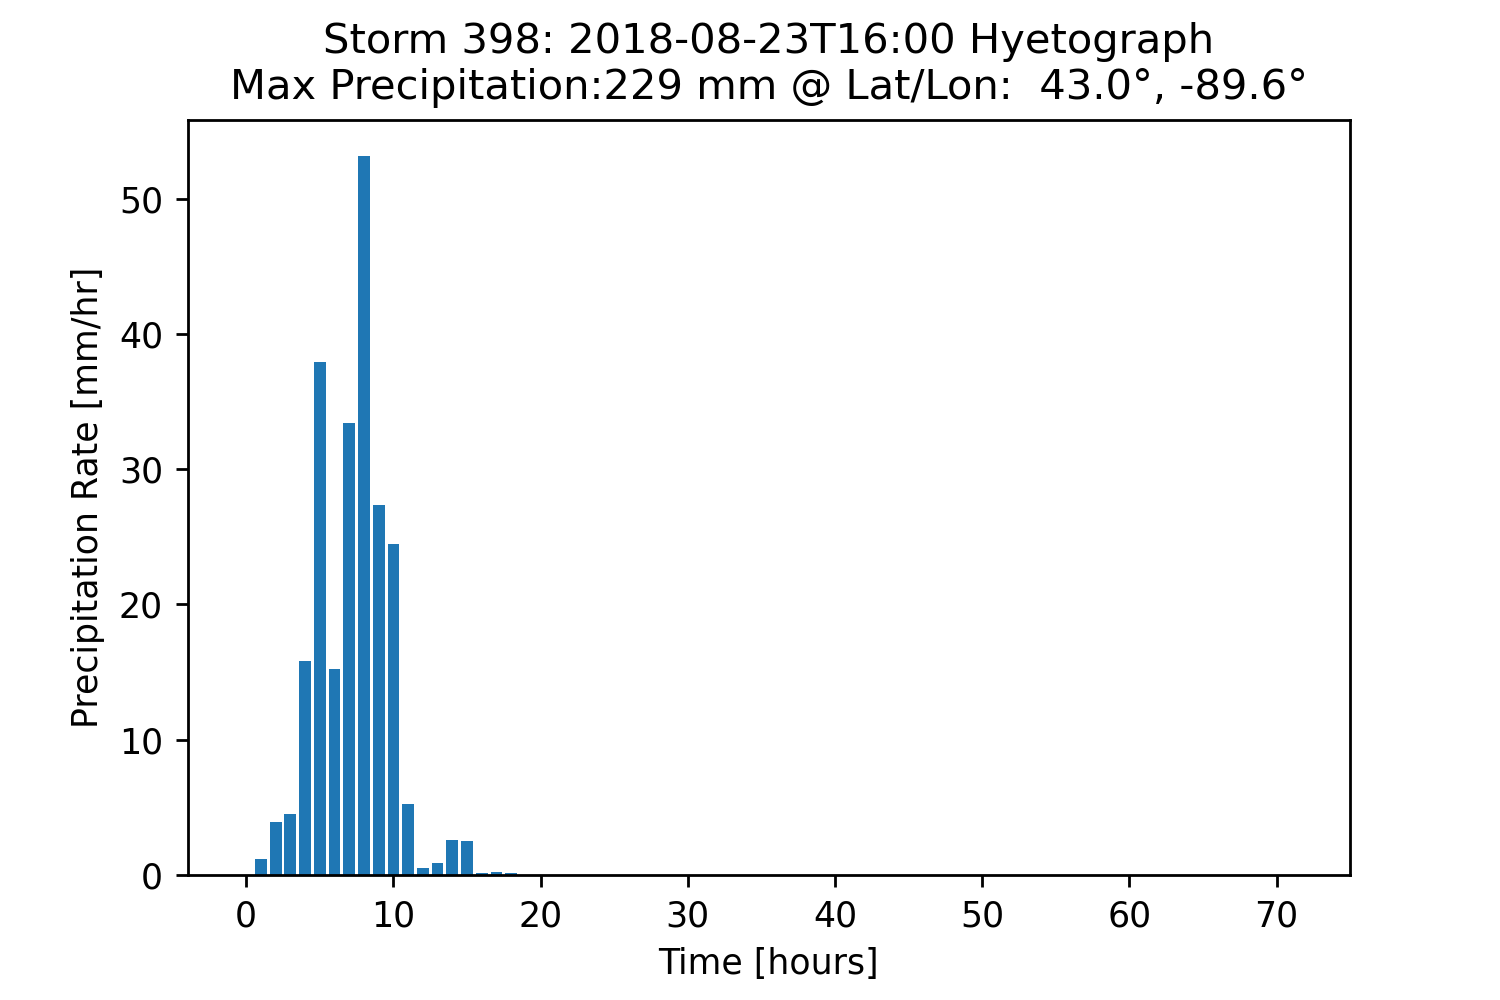 Storm 398: 2018-08-23T16:00 Hyetograph
Max Precipitation:229 mm @ Lat/Lon:  43.0°, -89.6°
50
40
30
20
10
0
Precipitation Rate [mm/hr]
0 10 20 30 40 50 60 70
Time [hours]